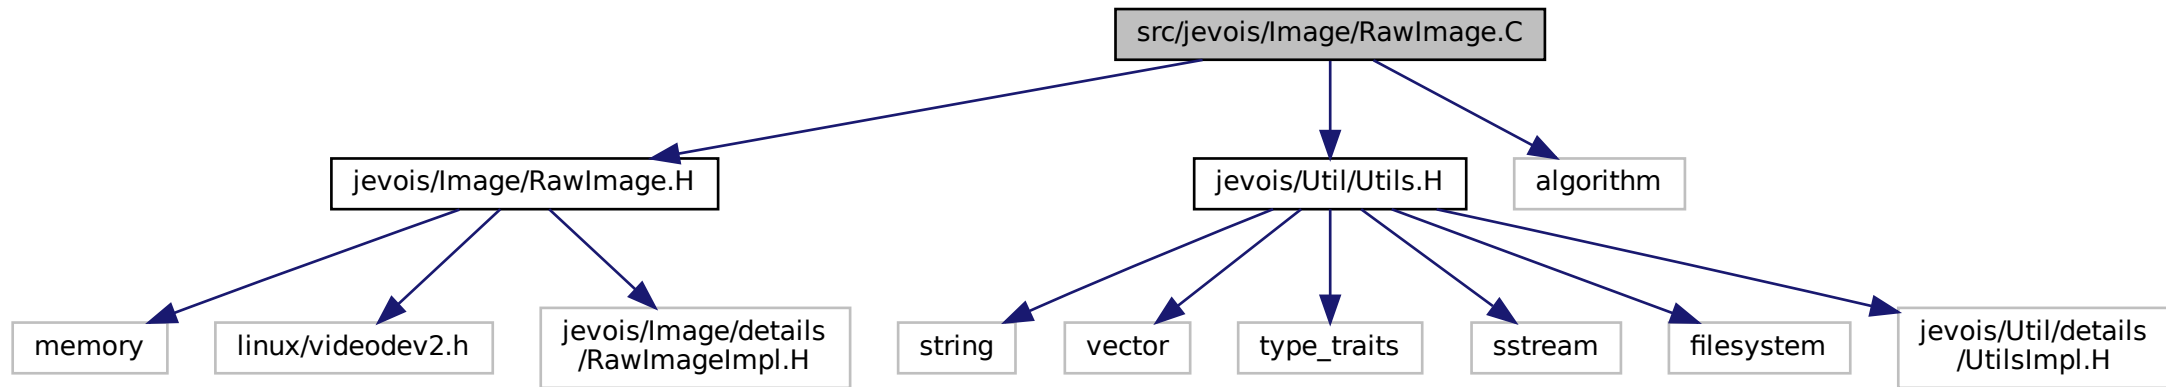 src/jevois/Image/RawImage.C
jevois/Image/RawImage.H
jevois/Util/Utils.H
algorithm
memory
linux/videodev2.h
jevois/Image/details
/RawImageImpl.H
string
vector
type_traits
sstream
filesystem
jevois/Util/details
/UtilsImpl.H